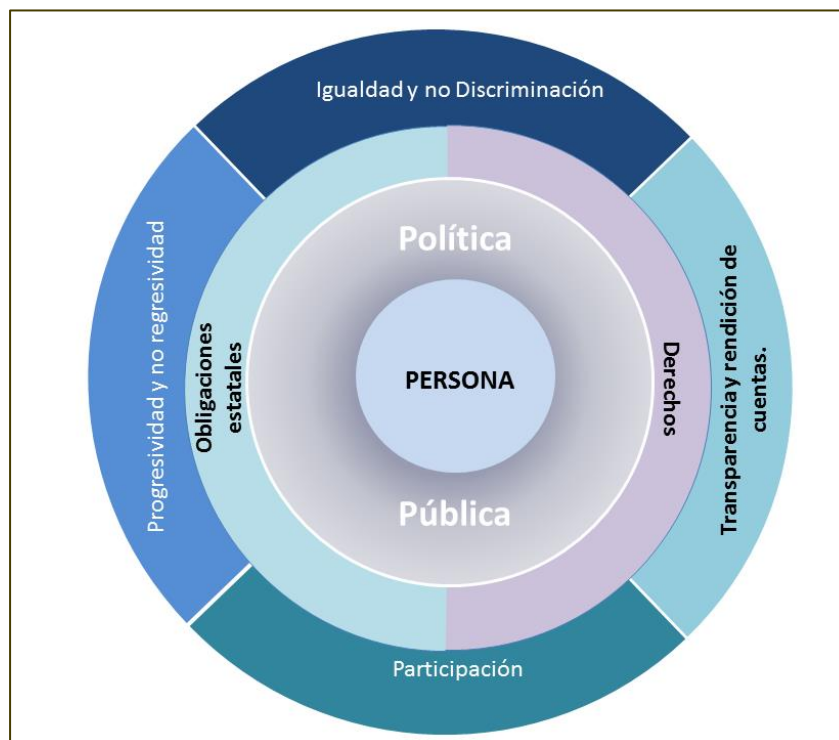 Igualdad y no Discriminación
Progresividad y no regresividad
Obligaciones
estatales
Política
PERSONA
Pública
Derechos
Transparencia y rendición de
cuentas.
Participación